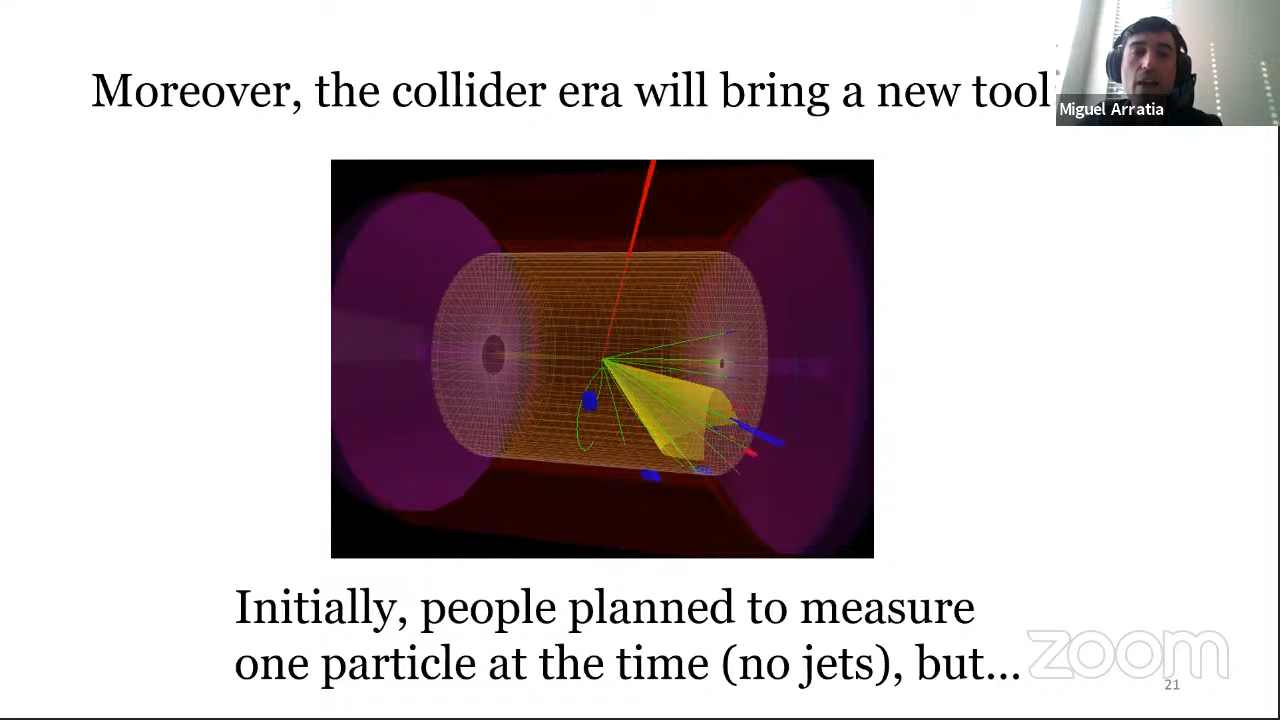 Moreover, the collider era will bring a new tool
Miguel Arratia
Initially, people planned to measure
one particle at the time (no jets), but...
zoom
21